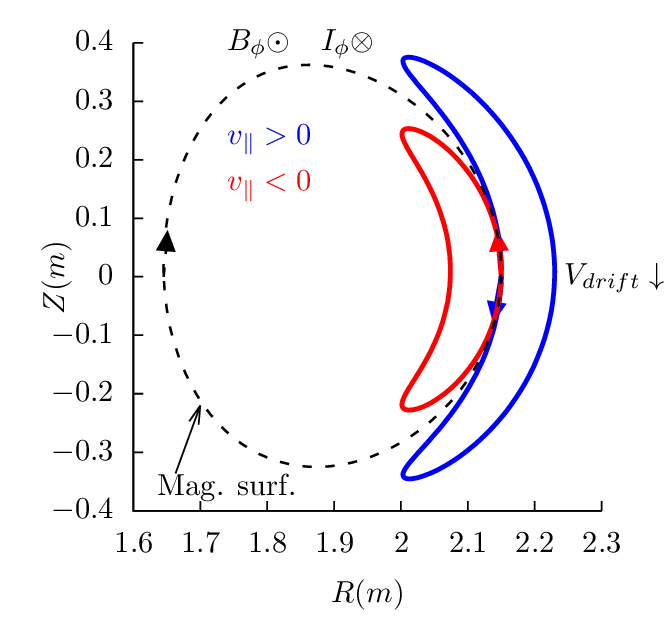 B_ϕ⊙ I_ϕ⊗
v_∥ > 0
v_∥ < 0
V_drift ↓
Mag. surf.
Z(m)
0.4
0.3
0.2
0.1
0
−0.1
−0.2
−0.3
−0.4
1.6 1.7 1.8 1.9 2 2.1 2.2 2.3
R(m)